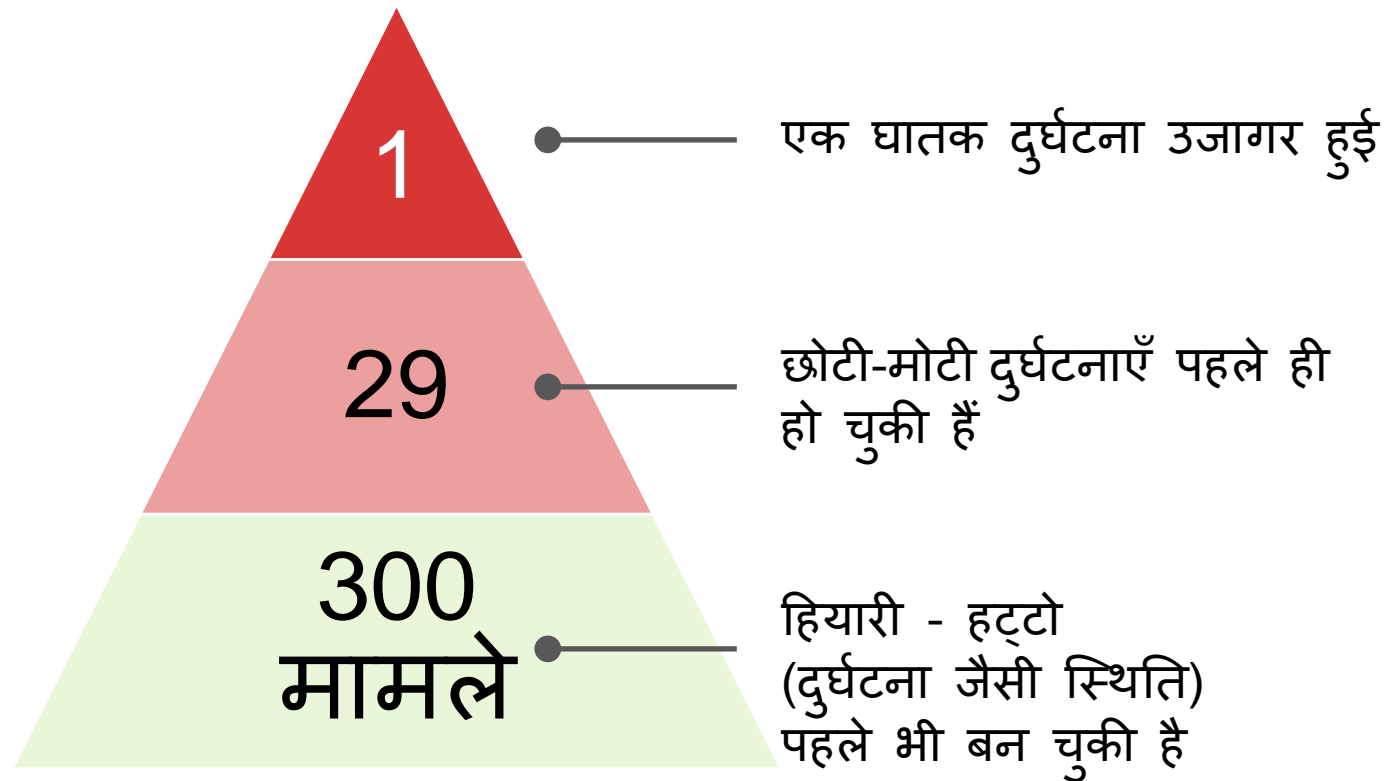 1
एक घातक दुर्घटना उजागर हुई
29
छोटी-मोटी दुर्घटनाएँ पहले ही
हो चुकी हैं
300
मामले
हियारी - हट्टो
(दुर्घटना जैसी स्थिति)
पहले भी बन चुकी है